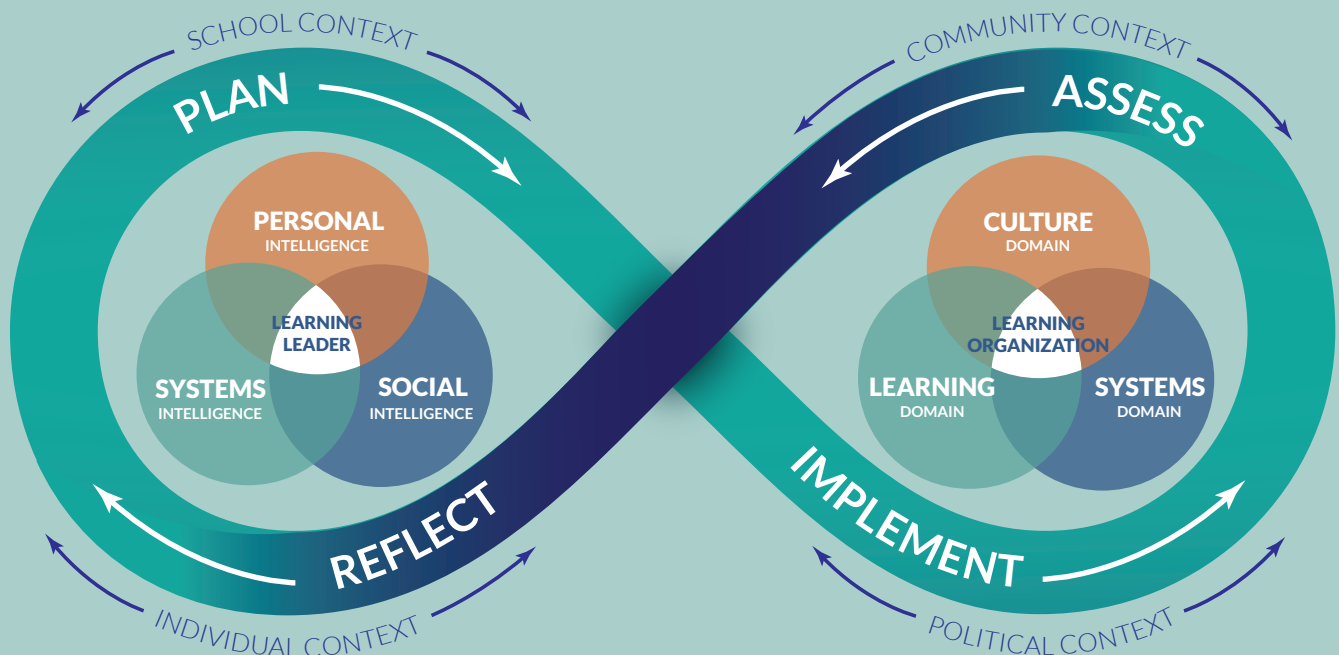 SCHOOL CONTEXT
PLAN
PERSONAL
INTELLIGENCE
LEARNING
LEADER
SYSTEMS
INTELLIGENCE
SOCIAL
INTELLIGENCE
REFLECT
INDIVIDUAL CONTEXT
COMMUNITY CONTEXT
ASSESS
CULTURE
DOMAIN
LEARNING
ORGANIZATION
LEARNING
DOMAIN
SYSTEMS
DOMAIN
IMPLEMENT
POLITICAL CONTEXT